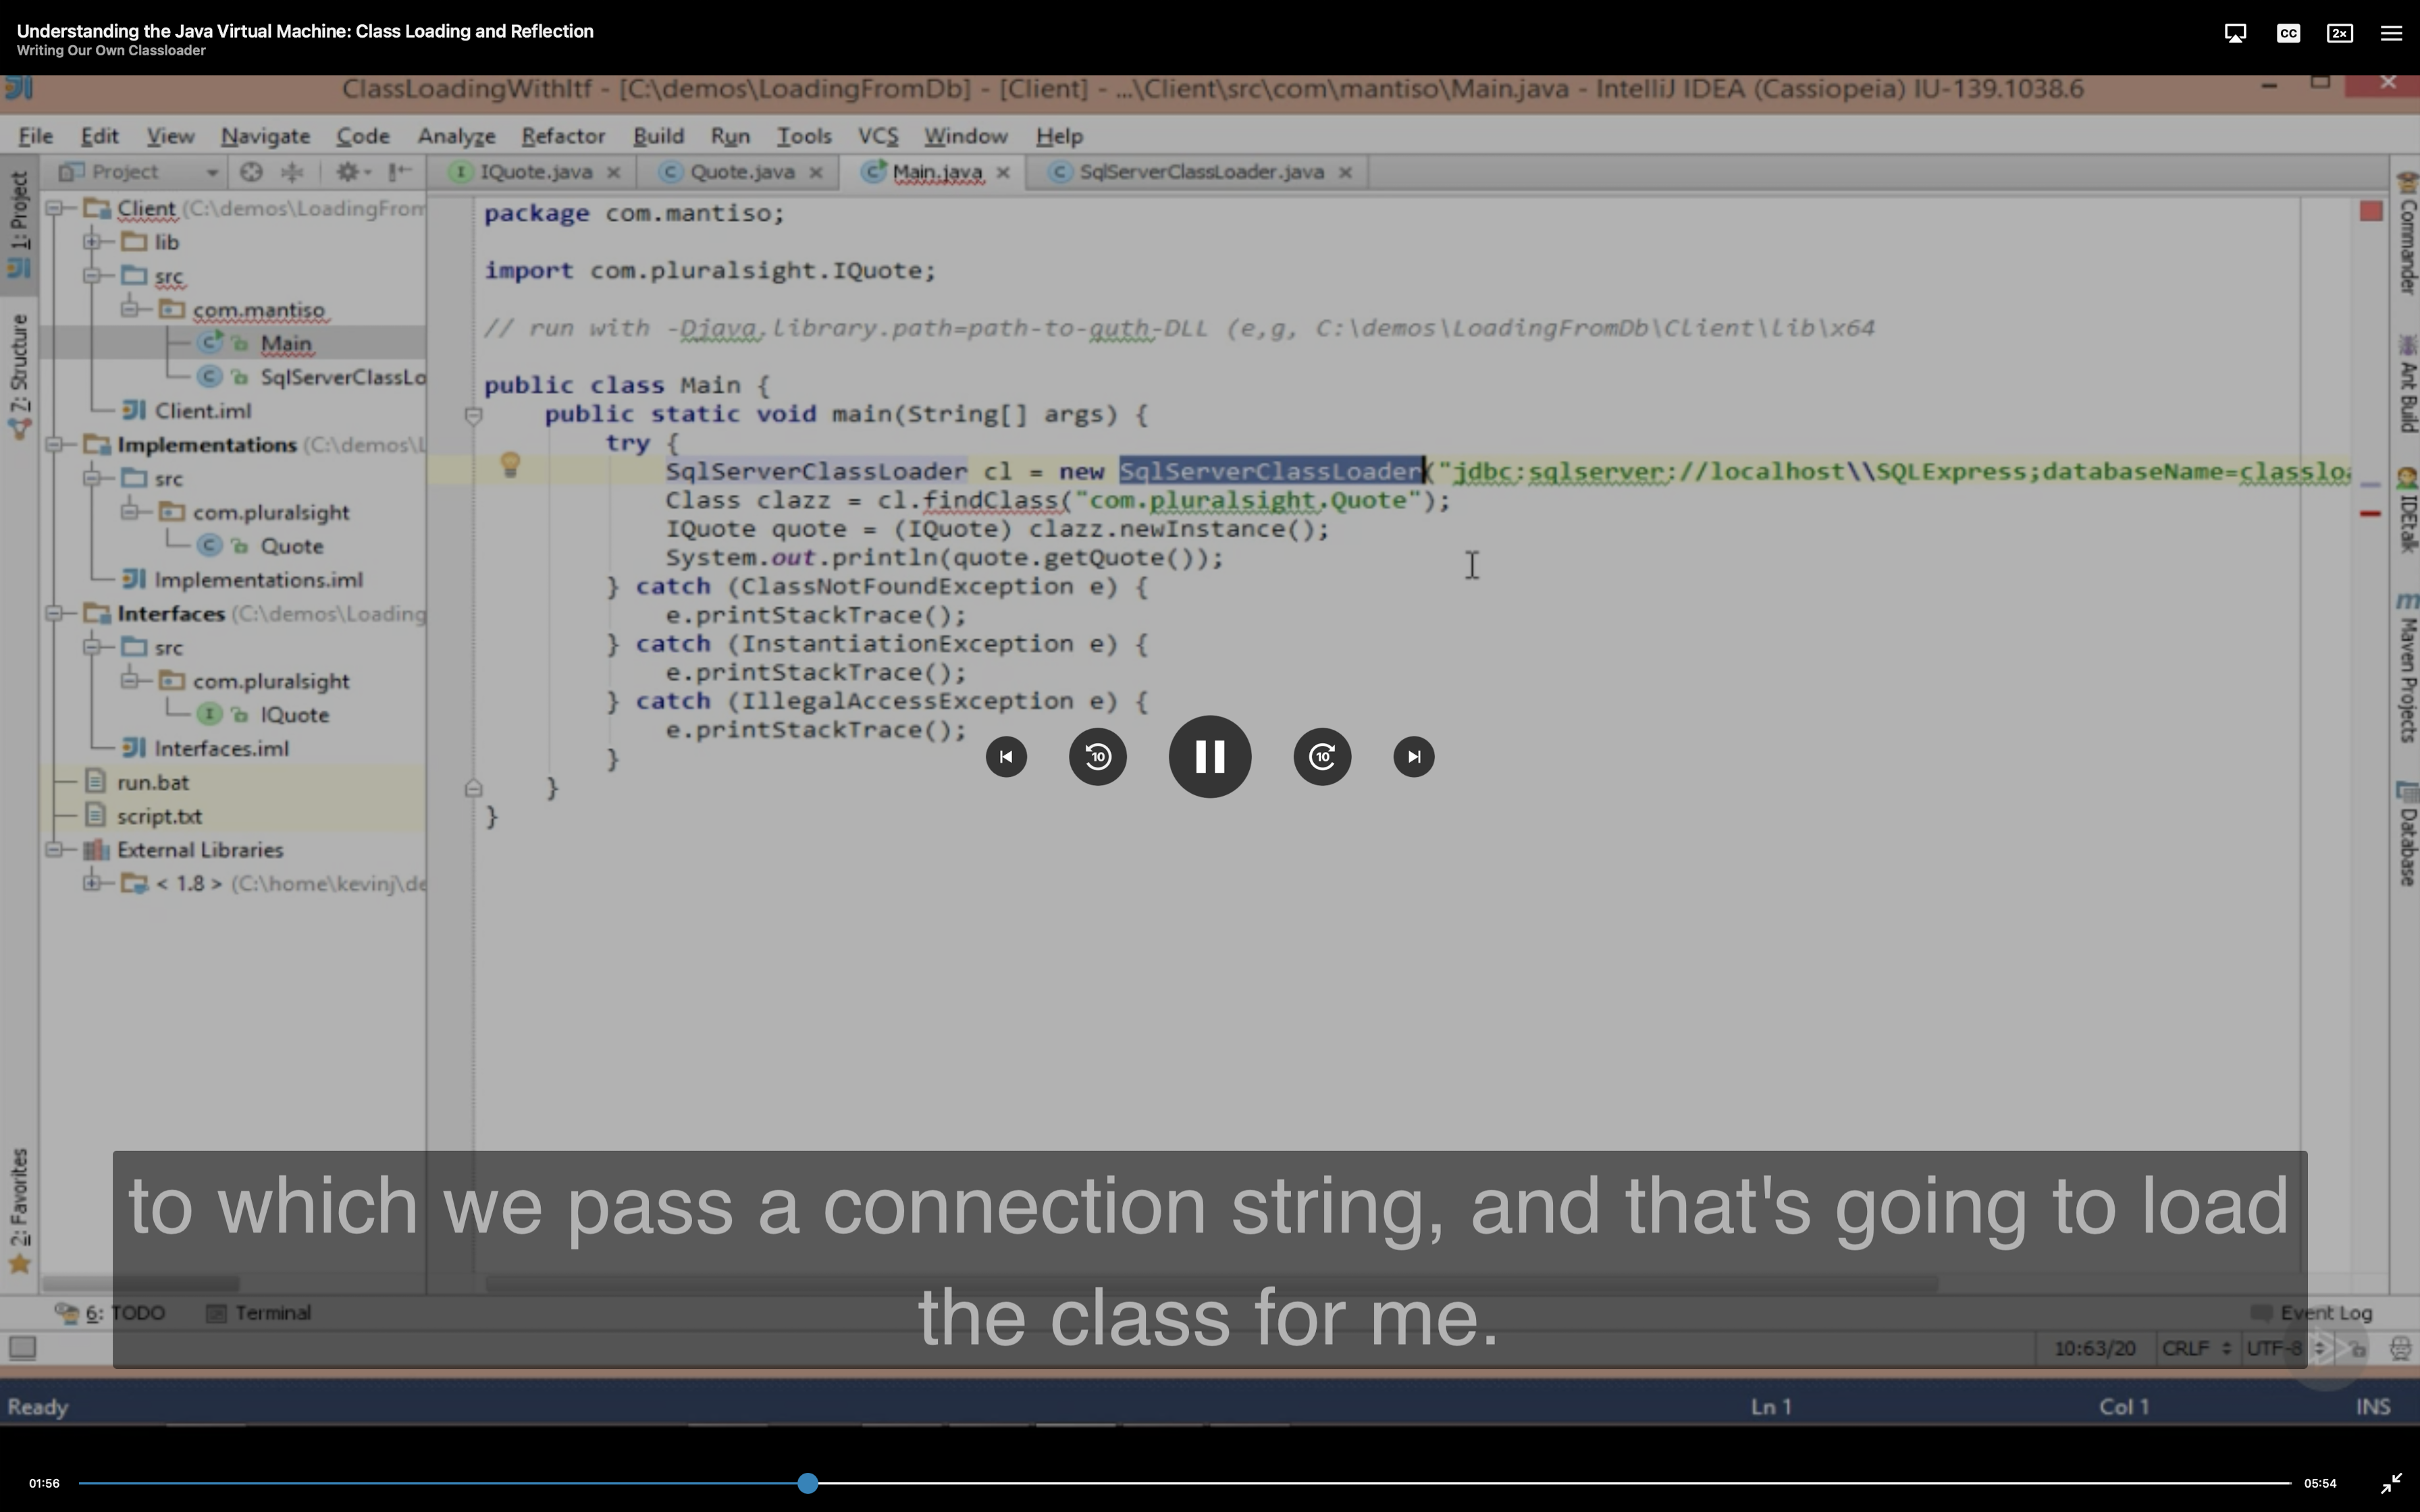 Understanding the Java Virtual Machine: Class Loading and Reflection
Writing Our Own Classloader
CC
2x
ClassLoadingWithItf - [C:\demos\LoadingFromDb] - [Client] - ...\Client\src\com\mantiso\Main.java - IntelliJ IDEA (Cassiopeia) IU-139.1038.6
File Edit View Navigate Code Analyze Refactor Build Run Tools VCS Window Help
Project
IQuote.java
Quote.java
Main.java
SqlServerClassLoader.java
1: Project
Z: Structure
2: Favorites
Client (C:\demos\LoadingFrom
lib
src
com.mantiso
Main
SqlServerClassLo
Client.iml
Implementations (C:\demos\L
src
com.pluralsight
Quote
Implementations.iml
Interfaces (C:\demos\Loading
src
com.pluralsight
IQuote
Interfaces.iml
run.bat
script.txt
External Libraries
< 1.8 > (C:\home\kevinj\de
package com.mantiso;
import com.pluralsight.IQuote;
// run with -Djava.library.path=path-to-auth-DLL (e,g, C:\demos\LoadingFromDb\Client\lib\x64
public class Main {
public static void main(String[] args) {
try {
SqlServerClassLoader cl = new SqlServerClassLoader("jdbc:sqlserver://localhost\\SQLExpress;databaseName=classloa
Class clazz = cl.findClass("com.pluralsight.Quote");
IQuote quote = (IQuote) clazz.newInstance();
System.out.println(quote.getQuote());
} catch (ClassNotFoundException e) {
e.printStackTrace();
} catch (InstantiationException e) {
e.printStackTrace();
} catch (IllegalAccessException e) {
e.printStackTrace();
}
}
}
10
10
Commander
Ant Build
IDEtalk
Maven Projects
Database
to which we pass a connection string, and that's going to load
the class for me.
6: TODO
Terminal
Event Log
10:63/20 CRLF UTF-8
Ready
Ln 1
Col 1
INS
01:56
05:54